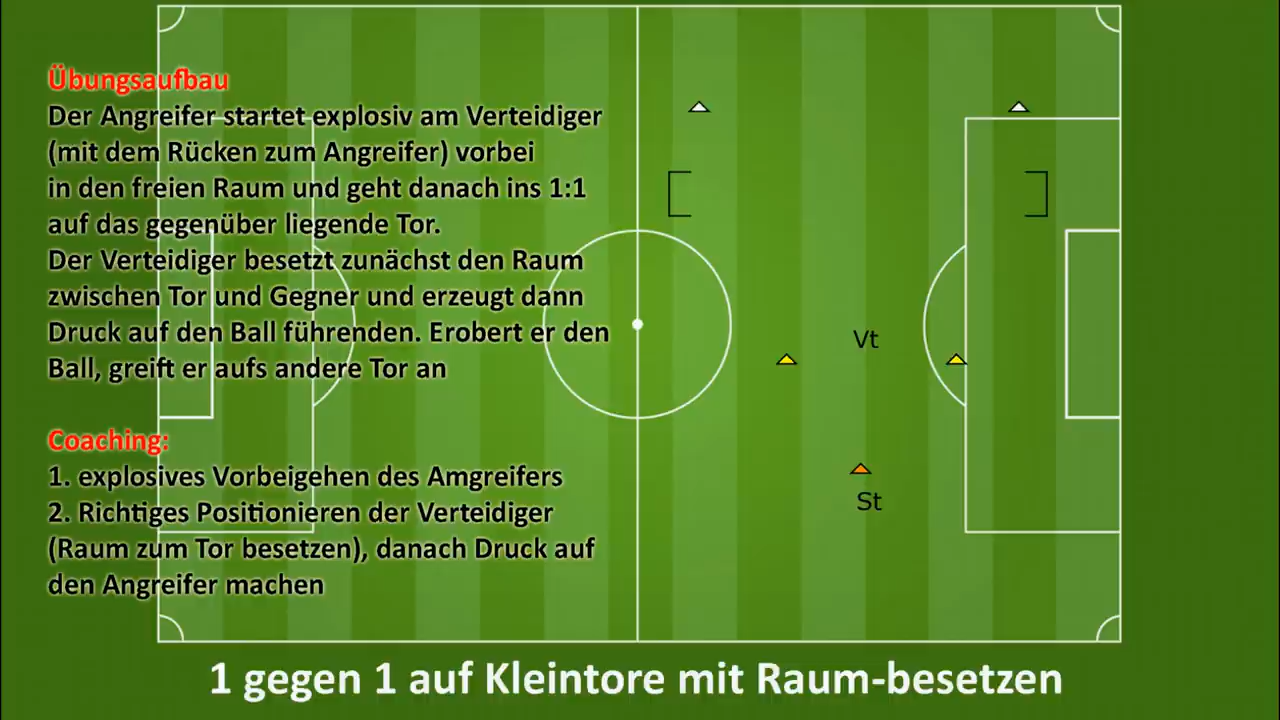 Übungsaufbau
Der Angreifer startet explosiv am Verteidiger
(mit dem Rücken zum Angreifer) vorbei
in den freien Raum und geht danach ins 1:1
auf das gegenüber liegende Tor.
Der Verteidiger besetzt zunächst den Raum
zwischen Tor und Gegner und erzeugt dann
Druck auf den Ball führenden. Erobert er den
Ball, greift er aufs andere Tor an
Coaching:
1. explosives Vorbeigehen des Amgreifers
2. Richtiges Positionieren der Verteidiger
(Raum zum Tor besetzen), danach Druck auf
den Angreifer machen
Vt
St
1 gegen 1 auf Kleintore mit Raum-besetzen